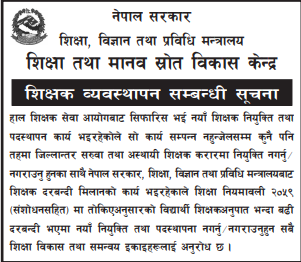 नेपाल सरकार
शिक्षा, विज्ञान तथा प्रविधि मन्त्रालय
शिक्षा तथा मानव स्रोत विकास केन्द्र
शिक्षक व्यवस्थापन सम्बन्धी सूचना
हाल शिक्षक सेवा आयोगबाट सिफारिस भई नयाँ शिक्षक नियुक्ति तथा
पदस्थापन कार्य भइरहेकोले सो कार्य सम्पन्न नहुन्जेलसम्म कुनै पनि
तहमा जिल्लान्तर सरुवा तथा अस्थायी शिक्षक करारमा नियुक्ति नगर्न/
नगराउनु हुनका साथै नेपाल सरकार, शिक्षा, विज्ञान तथा प्रविधि मन्त्रालयबाट
शिक्षक दरबन्दी मिलानको कार्य भइरहेकोले शिक्षा नियमावली २०५९
(संशोधनसहित) मा तोकिएअनुसारको विद्यार्थी शिक्षकअनुपात भन्दा बढी
दरबन्दी भएमा नयाँ नियुक्ति तथा पदस्थापना नगर्नु/नगराउनुहुन सबै
शिक्षा विकास तथा समन्वय इकाइहरूलाई अनुरोध छ ।